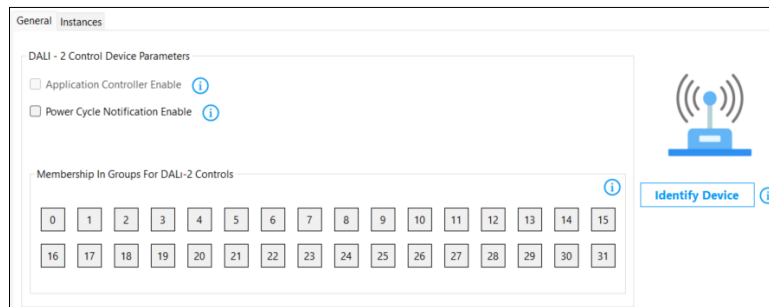 General Instances
DALI - 2 Control Device Parameters
Application Controller Enable i
Power Cycle Notification Enable i
Membership In Groups For DALI-2 Controls
i
Identify Device i
0 1 2 3 4 5 6 7 8 9 10 11 12 13 14 15
16 17 18 19 20 21 22 23 24 25 26 27 28 29 30 31